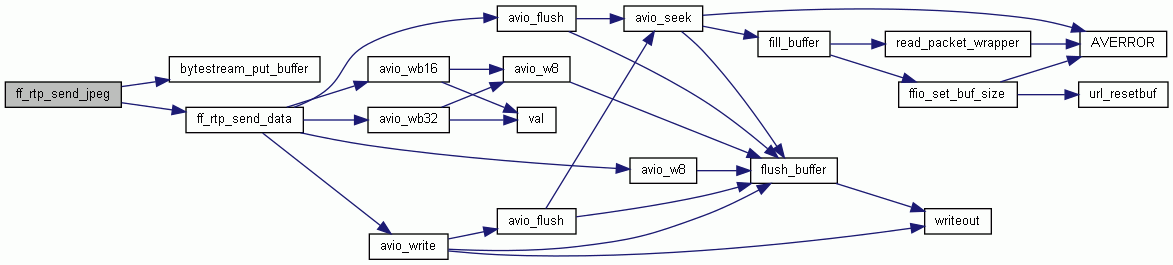 ff_rtp_send_jpeg
bytestream_put_buffer
ff_rtp_send_data
avio_flush
avio_wb16
avio_wb32
avio_write
avio_w8
val
avio_w8
avio_flush
avio_seek
fill_buffer
flush_buffer
read_packet_wrapper
ffio_set_buf_size
writeout
AVERROR
url_resetbuf